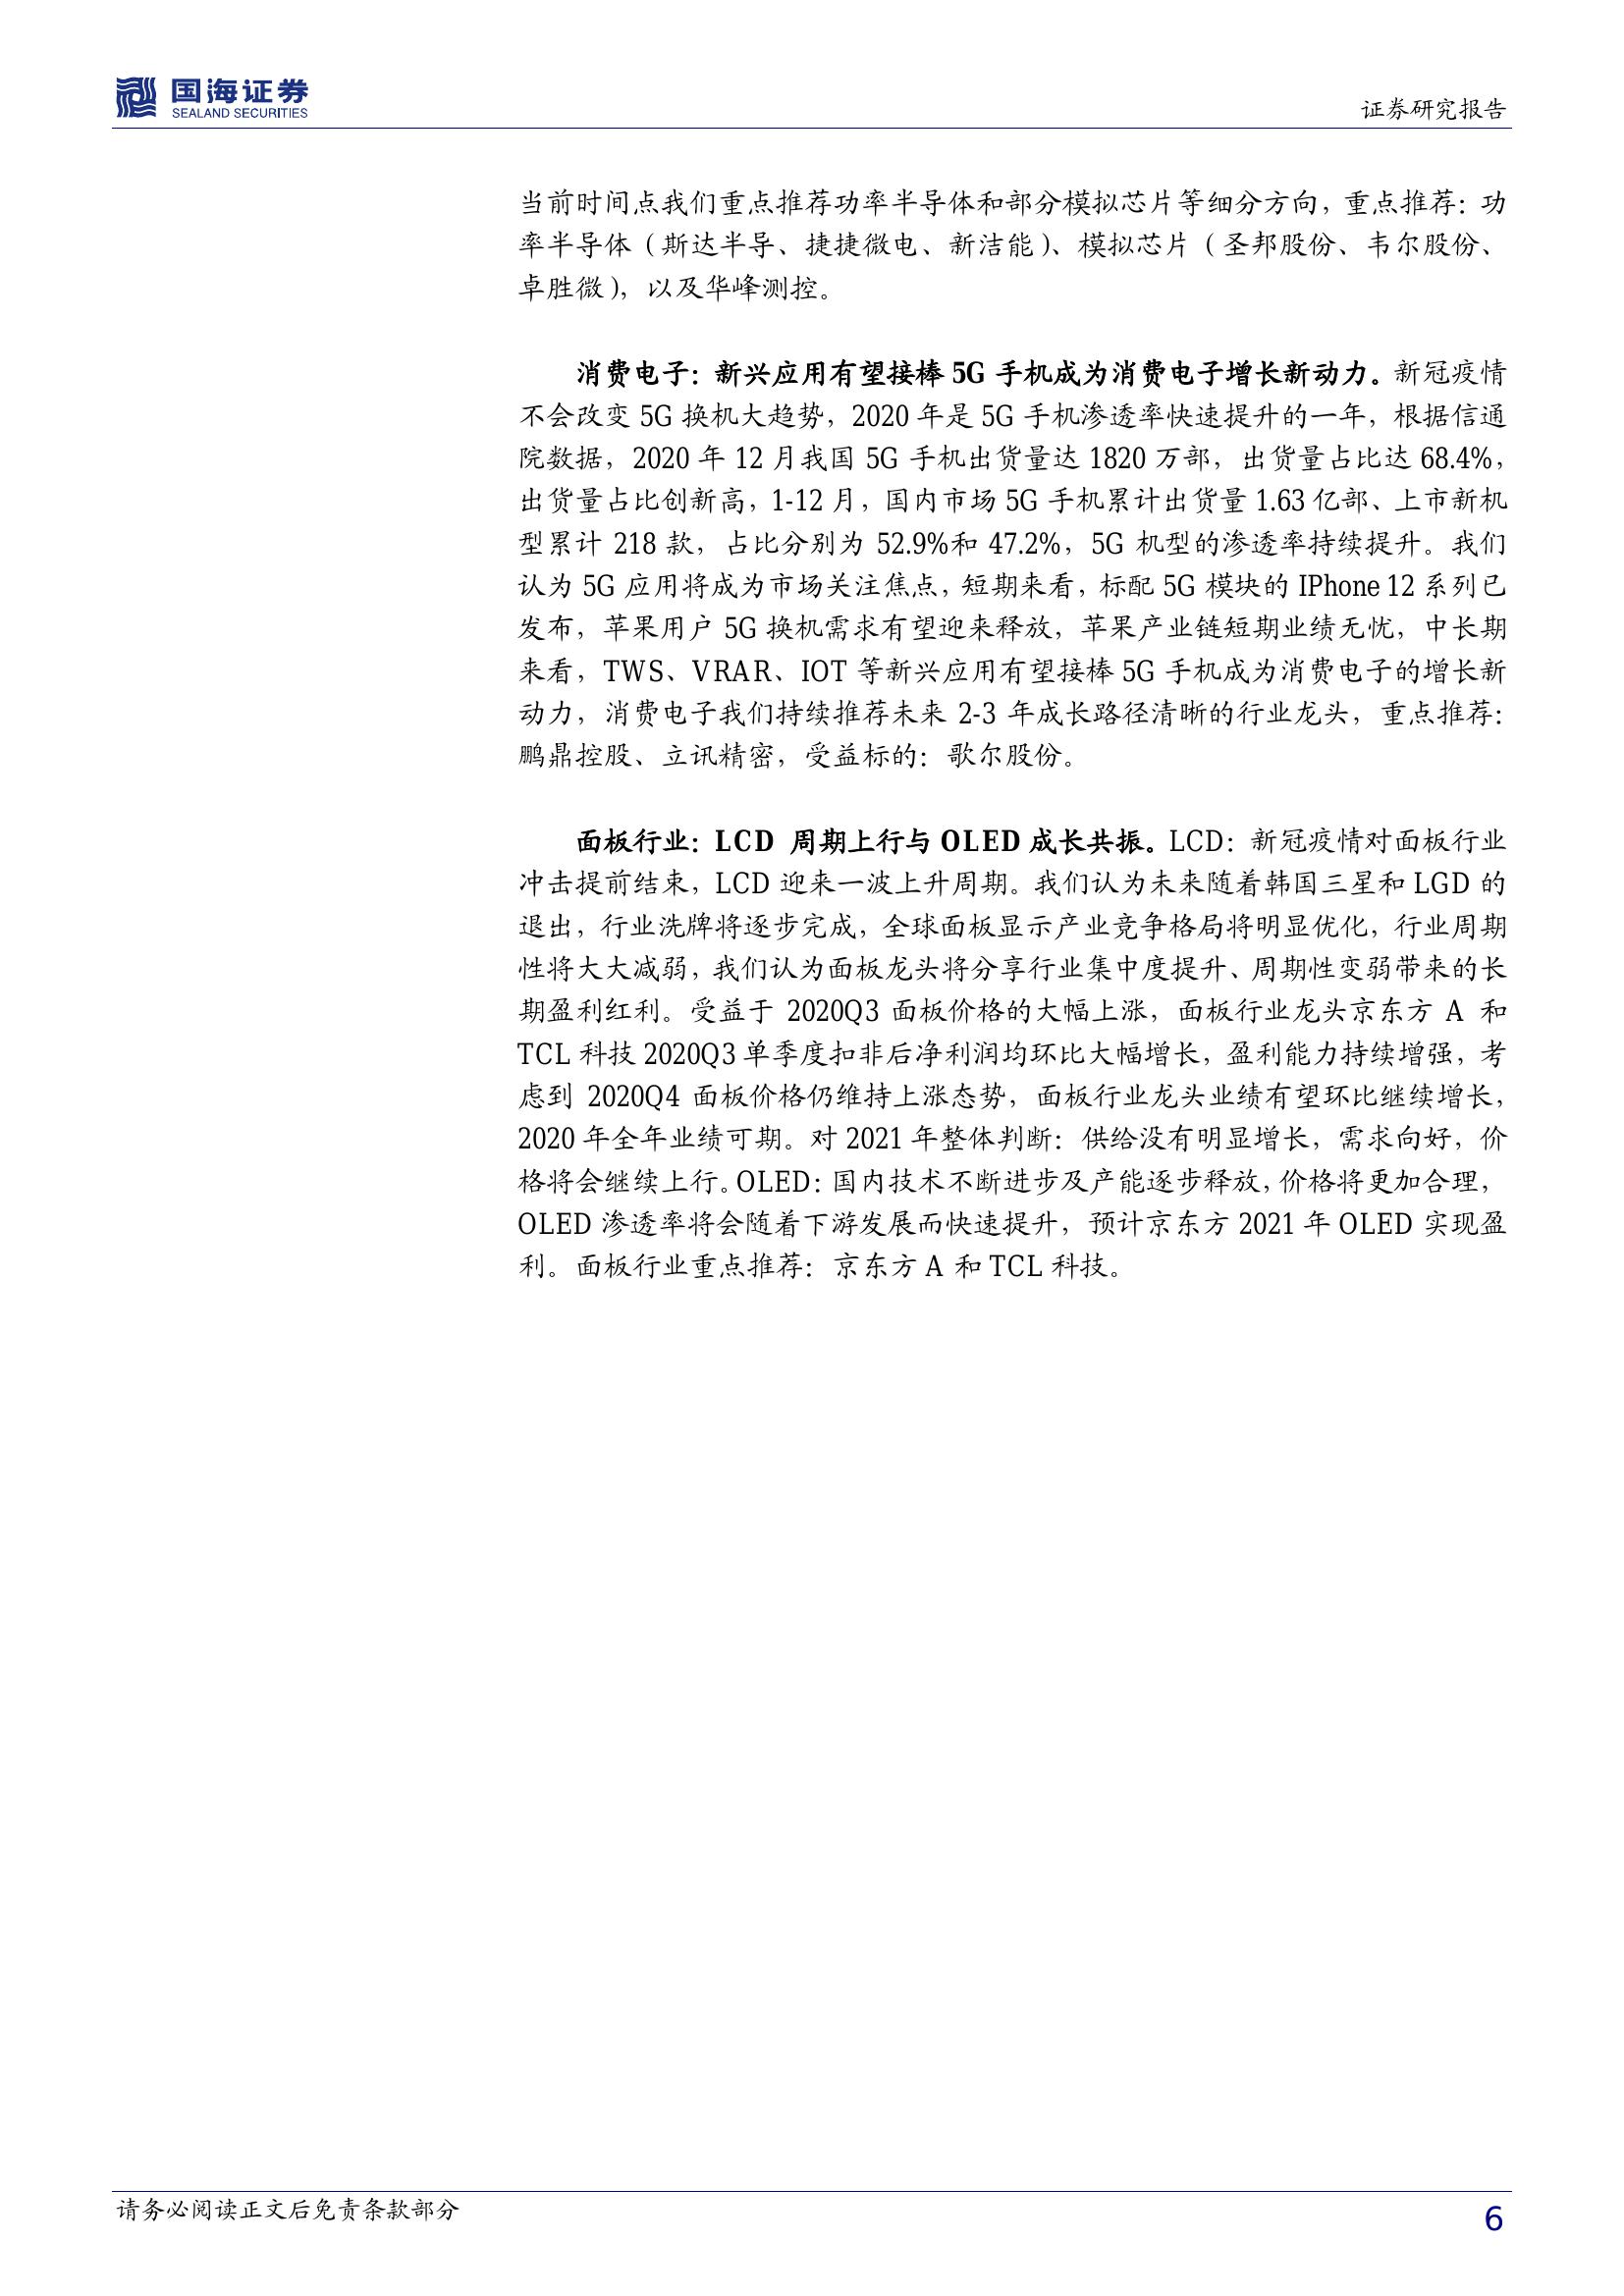 国海证券
SEALAND SECURITIES
证券研究报告
当前时间点我们重点推荐功率半导体和部分模拟芯片等细分方向，重点推荐：功
率半导体（斯达半导、捷捷微电、新洁能）、模拟芯片（圣邦股份、韦尔股份、
卓胜微），以及华峰测控。
消费电子：新兴应用有望接棒 5G 手机成为消费电子增长新动力。新冠疫情
不会改变 5G 换机大趋势，2020 年是 5G 手机渗透率快速提升的一年，根据信通
院数据，2020 年 12 月我国 5G 手机出货量达 1820 万部，出货量占比达 68.4%，
出货量占比创新高，1-12 月，国内市场 5G 手机累计出货量 1.63 亿部、上市新机
型累计 218 款，占比分别为 52.9%和 47.2%，5G 机型的渗透率持续提升。我们
认为 5G 应用将成为市场关注焦点，短期来看，标配 5G 模块的 IPhone 12 系列已
发布，苹果用户 5G 换机需求有望迎来释放，苹果产业链短期业绩无忧，中长期
来看，TWS、VRAR、IOT 等新兴应用有望接棒 5G 手机成为消费电子的增长新
动力，消费电子我们持续推荐未来 2-3 年成长路径清晰的行业龙头，重点推荐：
鹏鼎控股、立讯精密，受益标的：歌尔股份。
面板行业：LCD 周期上行与 OLED 成长共振。LCD：新冠疫情对面板行业
冲击提前结束，LCD 迎来一波上升周期。我们认为未来随着韩国三星和 LGD 的
退出，行业洗牌将逐步完成，全球面板显示产业竞争格局将明显优化，行业周期
性将大大减弱，我们认为面板龙头将分享行业集中度提升、周期性变弱带来的长
期盈利红利。受益于 2020Q3 面板价格的大幅上涨，面板行业龙头京东方 A 和
TCL 科技 2020Q3 单季度扣非后净利润均环比大幅增长，盈利能力持续增强，考
虑到 2020Q4 面板价格仍维持上涨态势，面板行业龙头业绩有望环比继续增长，
2020 年全年业绩可期。对 2021 年整体判断：供给没有明显增长，需求向好，价
格将会继续上行。OLED：国内技术不断进步及产能逐步释放，价格将更加合理，
OLED 渗透率将会随着下游发展而快速提升，预计京东方 2021 年 OLED 实现盈
利。面板行业重点推荐：京东方 A 和 TCL 科技。
请务必阅读正文后免责条款部分
6